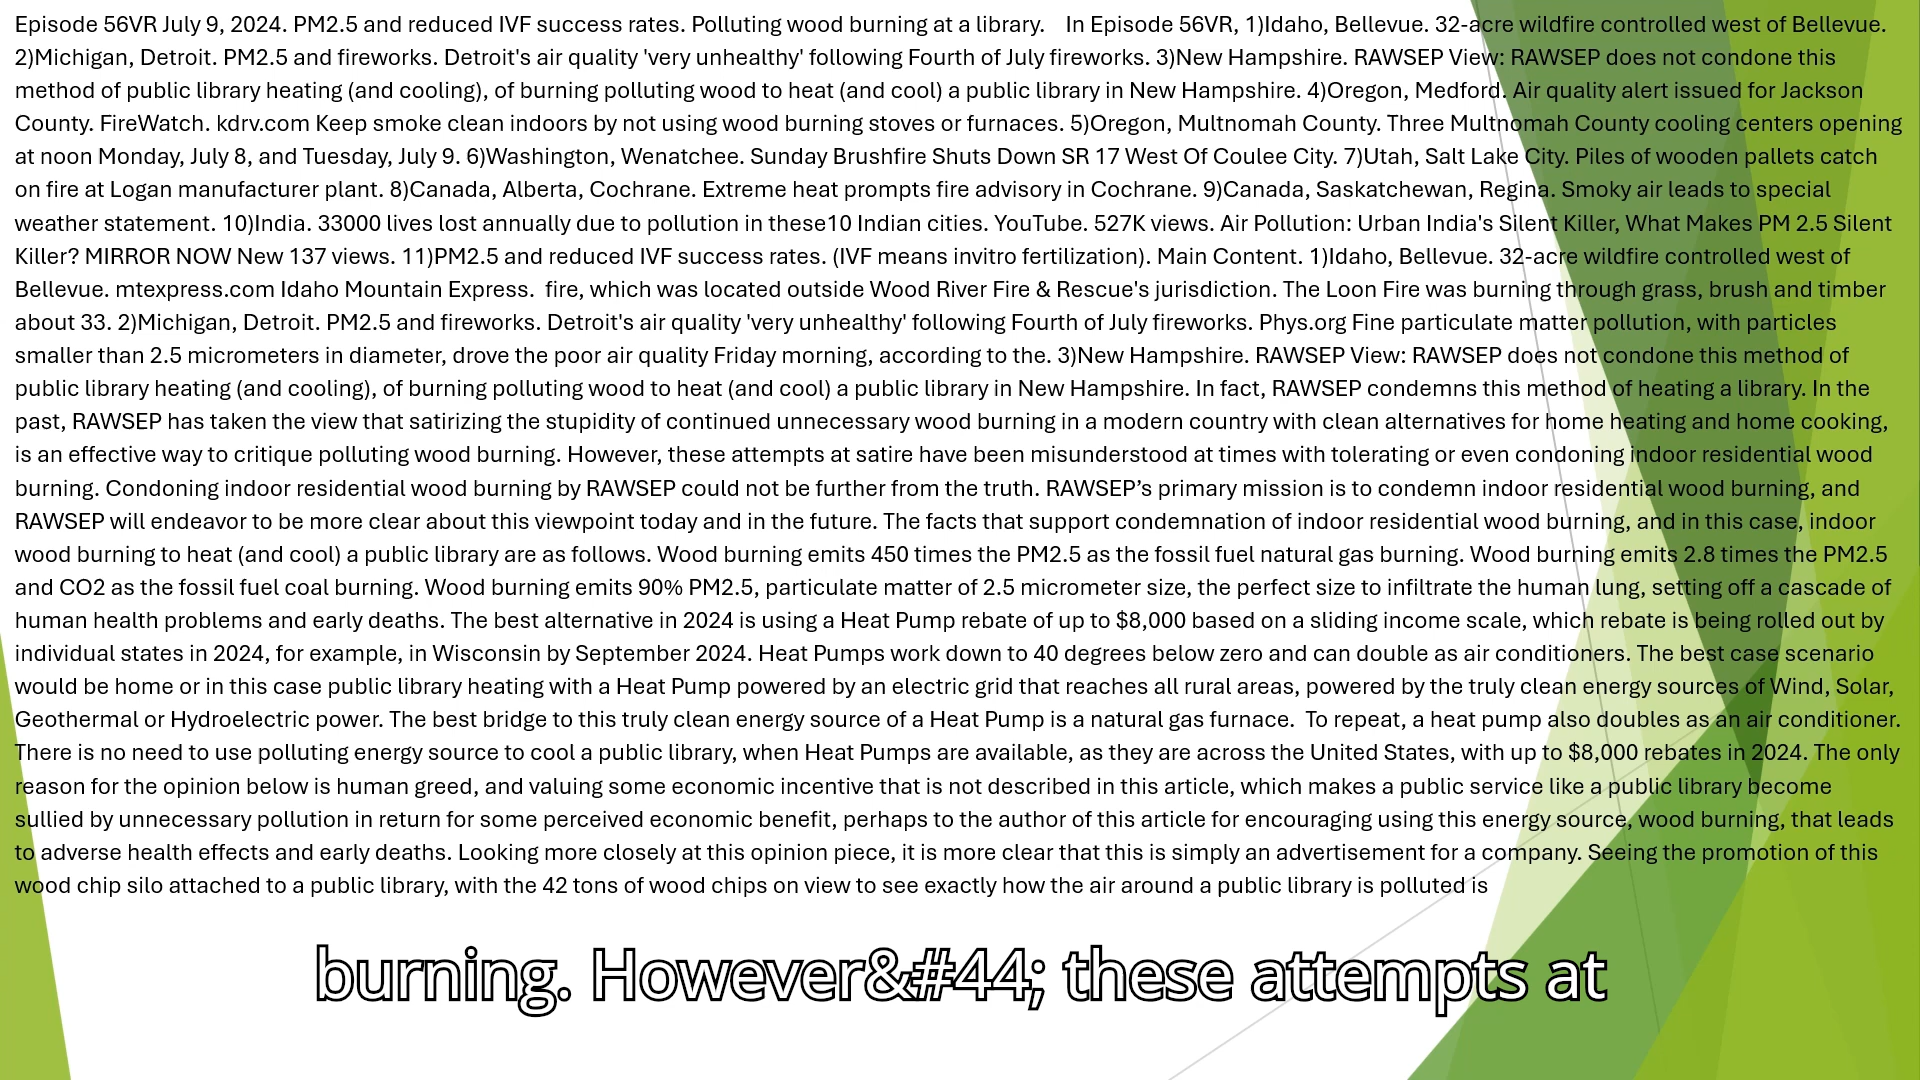 Episode 56VR July 9, 2024. PM2.5 and reduced IVF success rates. Polluting wood burning at a library.    In Episode 56VR, 1)Idaho, Bellevue. 32-acre wildfire controlled west of Bellevue.
2)Michigan, Detroit. PM2.5 and fireworks. Detroit's air quality 'very unhealthy' following Fourth of July fireworks. 3)New Hampshire. RAWSEP View: RAWSEP does not condone this
method of public library heating (and cooling), of burning polluting wood to heat (and cool) a public library in New Hampshire. 4)Oregon, Medford. Air quality alert issued for Jackson
County. FireWatch. kdrv.com Keep smoke clean indoors by not using wood burning stoves or furnaces. 5)Oregon, Multnomah County. Three Multnomah County cooling centers opening
at noon Monday, July 8, and Tuesday, July 9. 6)Washington, Wenatchee. Sunday Brushfire Shuts Down SR 17 West Of Coulee City. 7)Utah, Salt Lake City. Piles of wooden pallets catch
on fire at Logan manufacturer plant. 8)Canada, Alberta, Cochrane. Extreme heat prompts fire advisory in Cochrane. 9)Canada, Saskatchewan, Regina. Smoky air leads to special
weather statement. 10)India. 33000 lives lost annually due to pollution in these10 Indian cities. YouTube. 527K views. Air Pollution: Urban India's Silent Killer, What Makes PM 2.5 Silent
Killer? MIRROR NOW New 137 views. 11)PM2.5 and reduced IVF success rates. (IVF means invitro fertilization). Main Content. 1)Idaho, Bellevue. 32-acre wildfire controlled west of
Bellevue. mtexpress.com Idaho Mountain Express.  fire, which was located outside Wood River Fire & Rescue's jurisdiction. The Loon Fire was burning through grass, brush and timber
about 33. 2)Michigan, Detroit. PM2.5 and fireworks. Detroit's air quality 'very unhealthy' following Fourth of July fireworks. Phys.org Fine particulate matter pollution, with particles
smaller than 2.5 micrometers in diameter, drove the poor air quality Friday morning, according to the. 3)New Hampshire. RAWSEP View: RAWSEP does not condone this method of
public library heating (and cooling), of burning polluting wood to heat (and cool) a public library in New Hampshire. In fact, RAWSEP condemns this method of heating a library. In the
past, RAWSEP has taken the view that satirizing the stupidity of continued unnecessary wood burning in a modern country with clean alternatives for home heating and home cooking,
is an effective way to critique polluting wood burning. However, these attempts at satire have been misunderstood at times with tolerating or even condoning indoor residential wood
burning. Condoning indoor residential wood burning by RAWSEP could not be further from the truth. RAWSEP’s primary mission is to condemn indoor residential wood burning, and
RAWSEP will endeavor to be more clear about this viewpoint today and in the future. The facts that support condemnation of indoor residential wood burning, and in this case, indoor
wood burning to heat (and cool) a public library are as follows. Wood burning emits 450 times the PM2.5 as the fossil fuel natural gas burning. Wood burning emits 2.8 times the PM2.5
and CO2 as the fossil fuel coal burning. Wood burning emits 90% PM2.5, particulate matter of 2.5 micrometer size, the perfect size to infiltrate the human lung, setting off a cascade of
human health problems and early deaths. The best alternative in 2024 is using a Heat Pump rebate of up to $8,000 based on a sliding income scale, which rebate is being rolled out by
individual states in 2024, for example, in Wisconsin by September 2024. Heat Pumps work down to 40 degrees below zero and can double as air conditioners. The best case scenario
would be home or in this case public library heating with a Heat Pump powered by an electric grid that reaches all rural areas, powered by the truly clean energy sources of Wind, Solar,
Geothermal or Hydroelectric power. The best bridge to this truly clean energy source of a Heat Pump is a natural gas furnace.  To repeat, a heat pump also doubles as an air conditioner.
There is no need to use polluting energy source to cool a public library, when Heat Pumps are available, as they are across the United States, with up to $8,000 rebates in 2024. The only
reason for the opinion below is human greed, and valuing some economic incentive that is not described in this article, which makes a public service like a public library become
sullied by unnecessary pollution in return for some perceived economic benefit, perhaps to the author of this article for encouraging using this energy source, wood burning, that leads
to adverse health effects and early deaths. Looking more closely at this opinion piece, it is more clear that this is simply an advertisement for a company. Seeing the promotion of this
wood chip silo attached to a public library, with the 42 tons of wood chips on view to see exactly how the air around a public library is polluted is
burning. However&#44; these attempts at